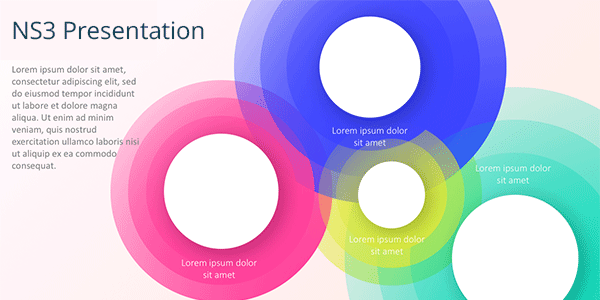 NS3 Presentation
Lorem ipsum dolor sit amet,
consectetur adipiscing elit, sed
do eiusmod tempor incididunt
ut labore et dolore magna
aliqua. Ut enim ad minim
veniam, quis nostrud
exercitation ullamco laboris nisi
ut aliquip ex ea commodo
consequat.
Lorem ipsum dolor
sit amet
Lorem ipsum dolor
sit amet
Lorem ipsum dolor
sit amet
Lorem ipsum dolor
sit amet